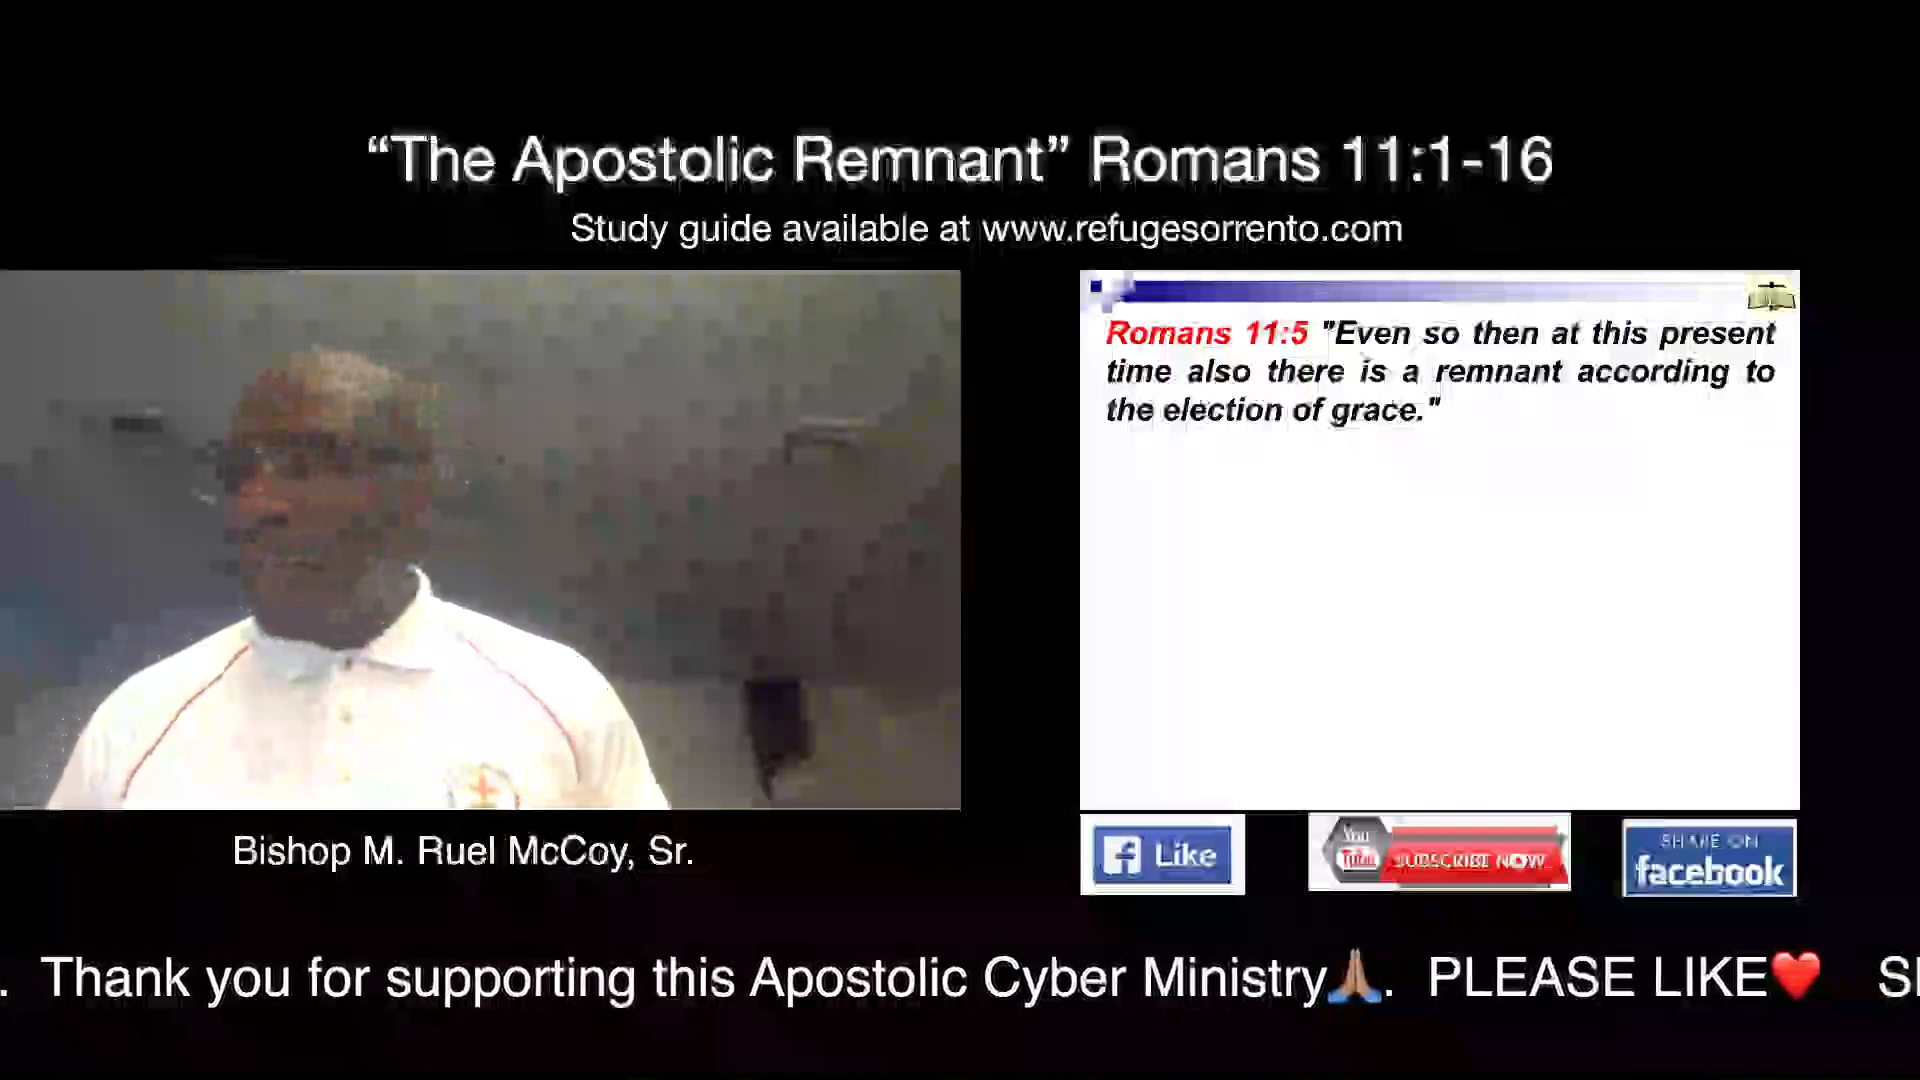 “The Apostolic Remnant” Romans 11:1-16
Study guide available at www.refugesorrento.com
Romans 11:5 "Even so then at this present
time also there is a remnant according to
the election of grace."
Bishop M. Ruel McCoy, Sr.
Like
You
Tube
SUBSCRIBE NOW
SHARE ON
facebook
. Thank you for supporting this Apostolic Cyber Ministry🙏🏽. PLEASE LIKE❤️